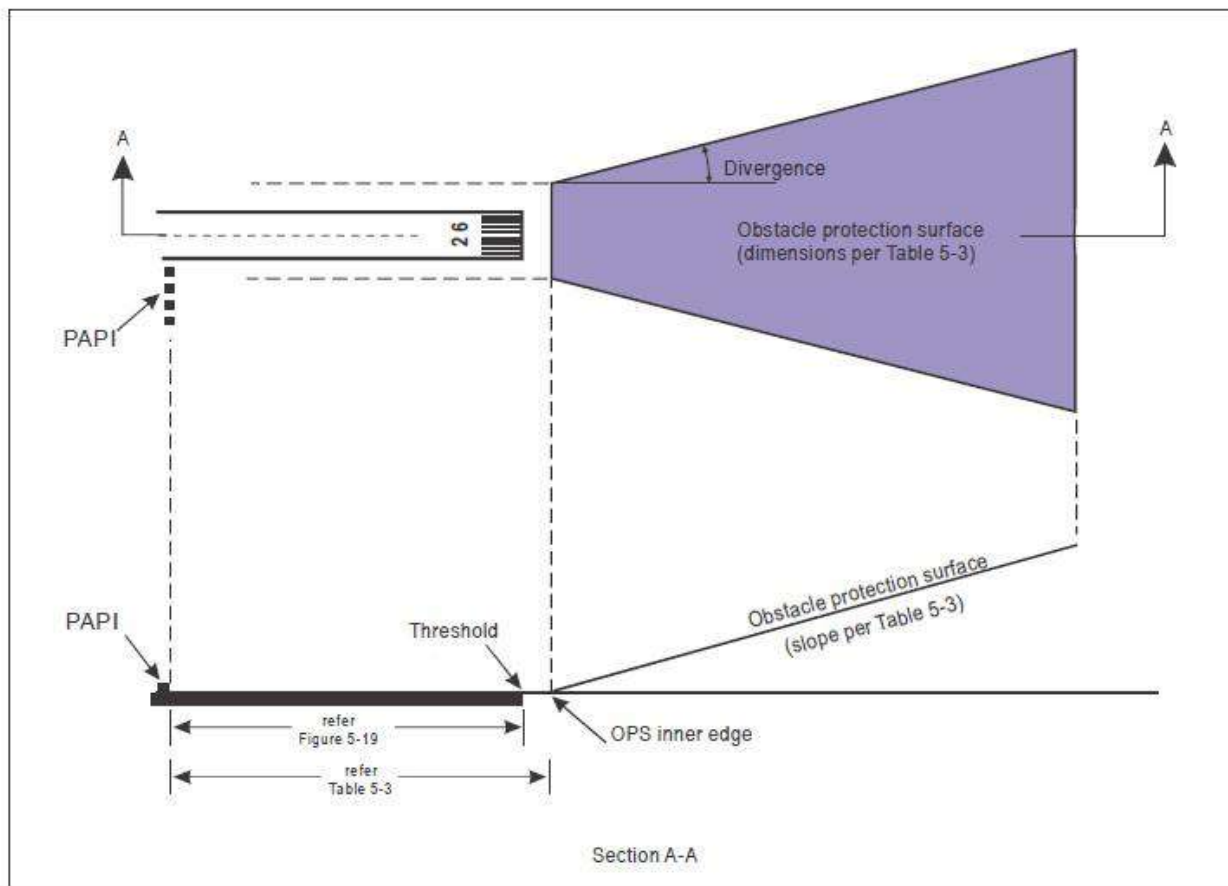 A
A
Divergence
26
Obstacle protection surface
(dimensions per Table 5-3)
PAPI
Obstacle protection surface
(slope per Table 5-3)
PAPI
Threshold
refer
Figure 5-19
OPS inner edge
refer
Table 5-3
Section A-A